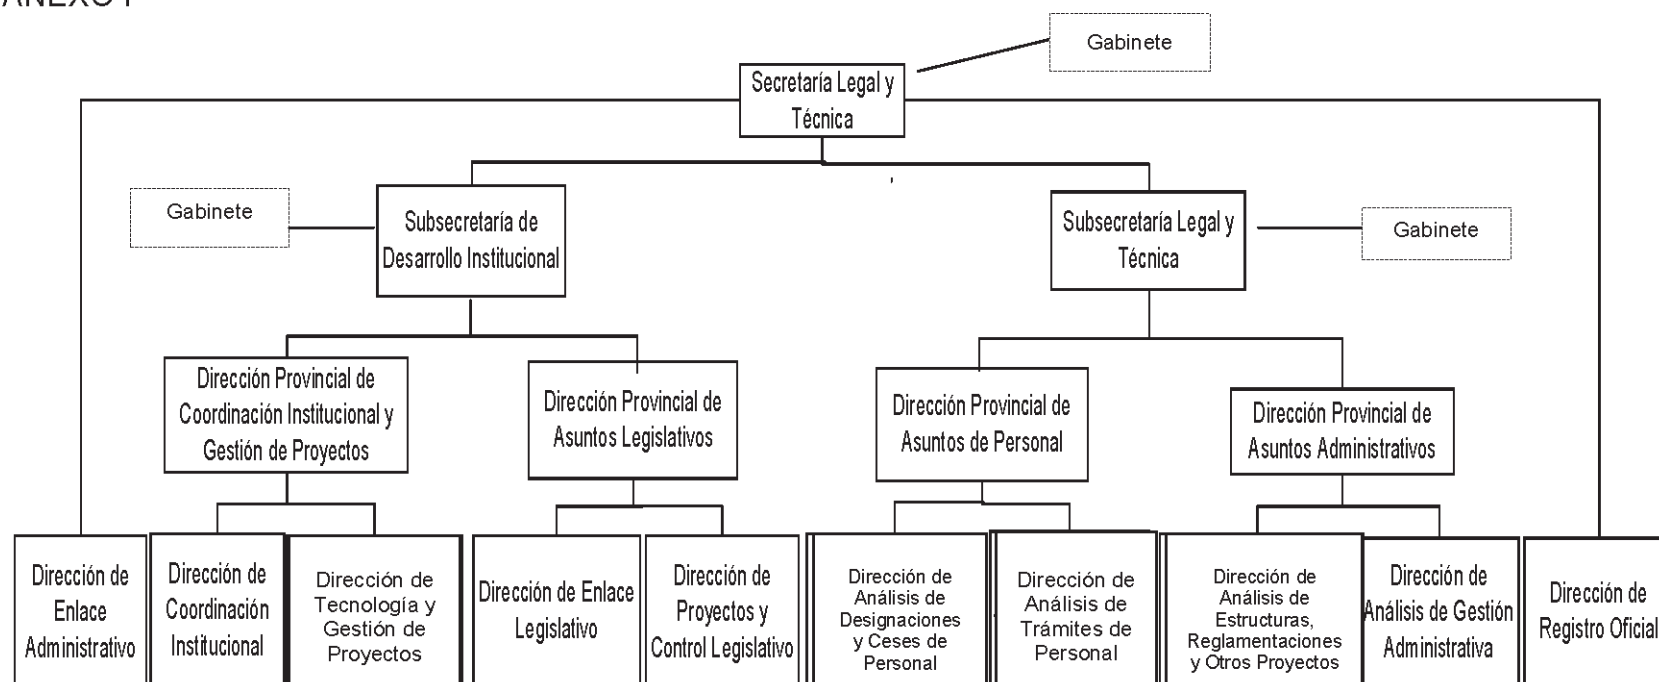 ANEXO I
Gabinete
Secretaría Legal y
Técnica
Gabinete
Subsecretaría de
Desarrollo Institucional
Subsecretaría Legal y
Técnica
Gabinete
Dirección Provincial de
Coordinación Institucional y
Gestión de Proyectos
Dirección Provincial de
Asuntos Legislativos
Dirección Provincial de
Asuntos de Personal
Dirección Provincial de
Asuntos Administrativos
Dirección de
Enlace
Administrativo
Dirección de
Coordinación
Institucional
Dirección de
Tecnología y
Gestión de
Proyectos
Dirección de Enlace
Legislativo
Dirección de
Proyectos y
Control Legislativo
Dirección de
Análisis de
Designaciones
y Ceses de
Personal
Dirección de
Análisis de
Trámites de
Personal
Dirección de
Análisis de
Estructuras,
Reglamentaciones
y Otros Proyectos
Dirección de
Análisis de Gestión
Administrativa
Dirección de
Registro Oficial